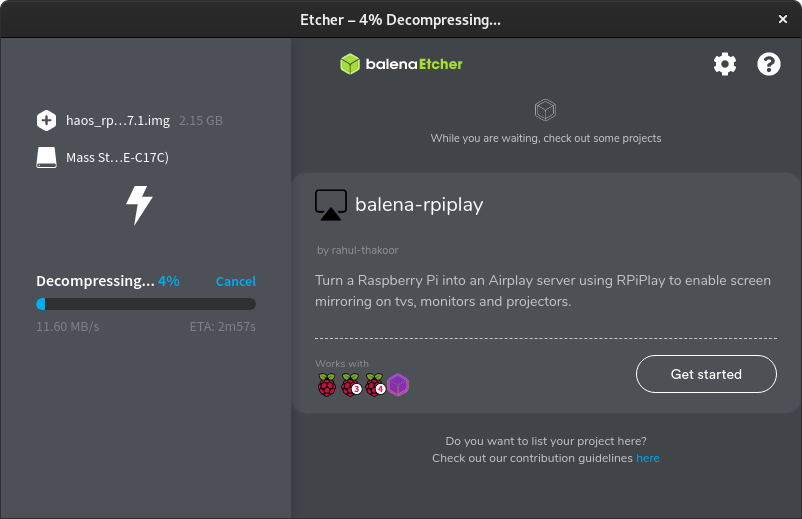 Etcher – 4% Decompressing...
×
balenaEtcher
haos_rp...7.1.img 2.15 GB
Mass St...E-C17C)
Decompressing... 4% Cancel
11.60 MB/s ETA: 2m57s
While you are waiting, check out some projects
balena-rpiplay
by rahul-thakoor
Turn a Raspberry Pi into an Airplay server using RPiPlay to enable screen
mirroring on tvs, monitors and projectors.
Works with
3 4
Get started
Do you want to list your project here?
Check out our contribution guidelines here